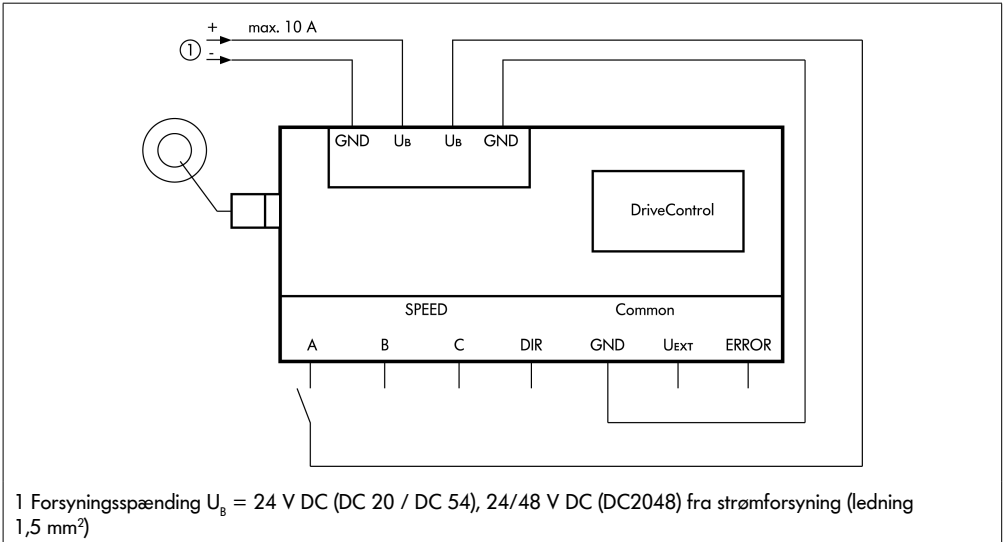 + max. 10 A
1 -
GND UB UB GND
DriveControl
SPEED Common
A B C DIR GND UEXT ERROR
1 Forsyningsspænding UB = 24 V DC (DC 20 / DC 54), 24/48 V DC (DC2048) fra strømforsyning (ledning
1,5 mm²)